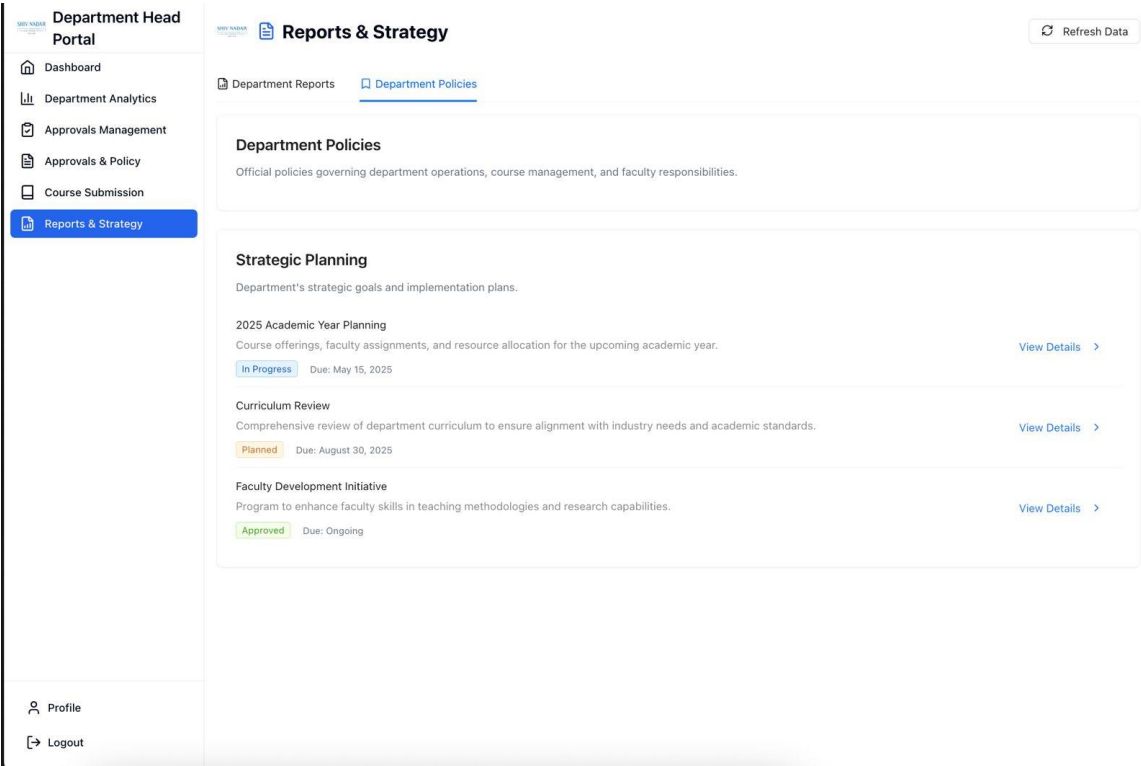 SHIV NADAR
Department Head
Portal
Dashboard
Department Analytics
Approvals Management
Approvals & Policy
Course Submission
Reports & Strategy
Profile
Logout
SHIV NADAR
Reports & Strategy
Refresh Data
Department Reports
Department Policies
Department Policies
Official policies governing department operations, course management, and faculty responsibilities.
Strategic Planning
Department's strategic goals and implementation plans.
2025 Academic Year Planning
Course offerings, faculty assignments, and resource allocation for the upcoming academic year.
View Details
In Progress
Due: May 15, 2025
Curriculum Review
Comprehensive review of department curriculum to ensure alignment with industry needs and academic standards.
View Details
Planned
Due: August 30, 2025
Faculty Development Initiative
Program to enhance faculty skills in teaching methodologies and research capabilities.
View Details
Approved
Due: Ongoing